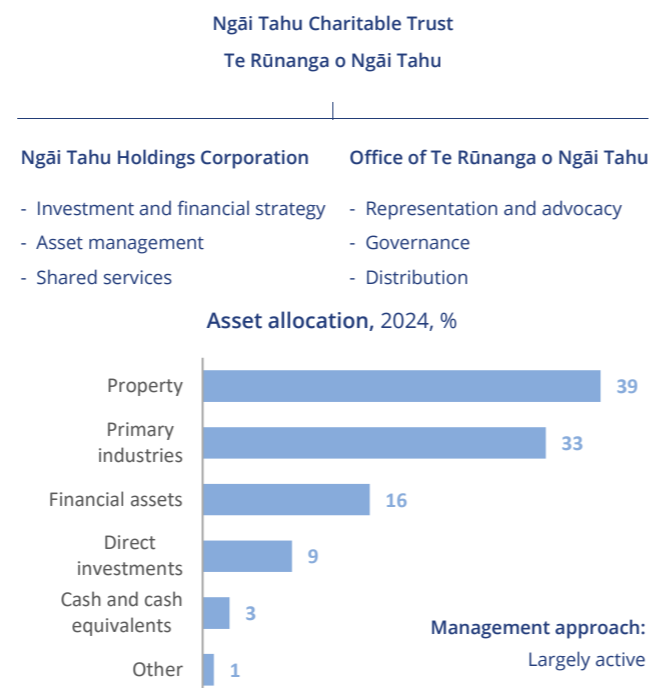 Ngāi Tahu Charitable Trust
Te Rūnanga o Ngāi Tahu
Ngāi Tahu Holdings Corporation
- Investment and financial strategy
- Asset management
- Shared services
Office of Te Rūnanga o Ngāi Tahu
- Representation and advocacy
- Governance
- Distribution
Asset allocation, 2024, %
Property 39
Primary
industries 33
Financial assets 16
Direct
investments 9
Cash and cash
equivalents 3
Other 1
Management approach:
Largely active